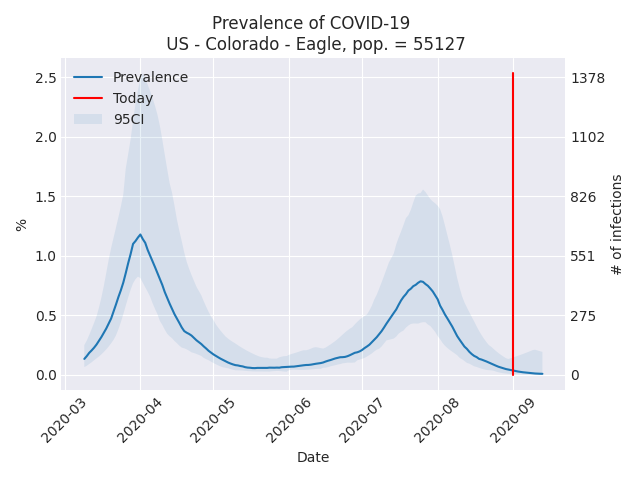 Prevalence of COVID-19
US - Colorado - Eagle, pop. = 55127
Prevalence
Today
95CI
2.5
2.0
1.5
1.0
0.5
0.0
%
1378
1102
826
551
275
0
# of infections
2020-03
2020-04
2020-05
2020-06
2020-07
2020-08
2020-09
Date